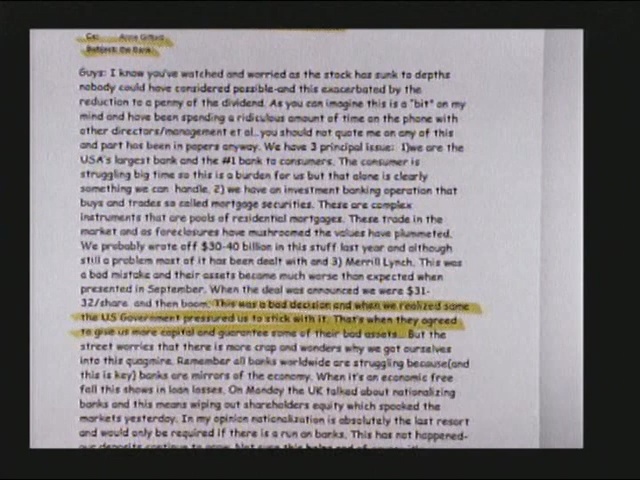 Cc: Anne Gifford
Subject: the Bank
Guys: I know you've watched and worried as the stock has sunk to depths
nobody could have considered possible-and this exacerbated by the
reduction to a penny of the dividend. As you can imagine this is a "bit" on my
mind and have been spending a ridiculous amount of time on the phone with
other directors/management et al..you should not quote me on any of this
and part has been in papers anyway. We have 3 principal issue: 1)we are the
USA's largest bank and the #1 bank to consumers. The consumer is
struggling big time so this is a burden for us but that alone is clearly
something we can handle. 2) we have an investment banking operation that
buys and trades so called mortgage securities. These are complex
instruments that are pools of residential mortgages. These trade in the
market and as foreclosures have mushroomed the values have plummeted.
We probably wrote off $30-40 billion in this stuff last year and although
still a problem most of it has been dealt with and 3) Merrill Lynch. This was
a bad mistake and their assets became much worse than expected when
presented in September. When the deal was announced we were $31-
32/share and then boom. This was a bad decision and when we realized same
the US Government pressured us to stick with it. That's when they agreed
to give us more capital and guarantee some of their bad assets... But the
street worries that there is more crap and wonders why we got ourselves
into this quagmire. Remember all banks worldwide are struggling because(and
this is key) banks are mirrors of the economy. When it's an economic free
fall this shows in loan losses. On Monday the UK talked about nationalizing
banks and this means wiping out shareholders equity which spooked the
markets yesterday. In my opinion nationalization is absolutely the last resort
and would only be required if there is a run on banks. This has not happened-
our deposits continue to grow. Not sure this helps